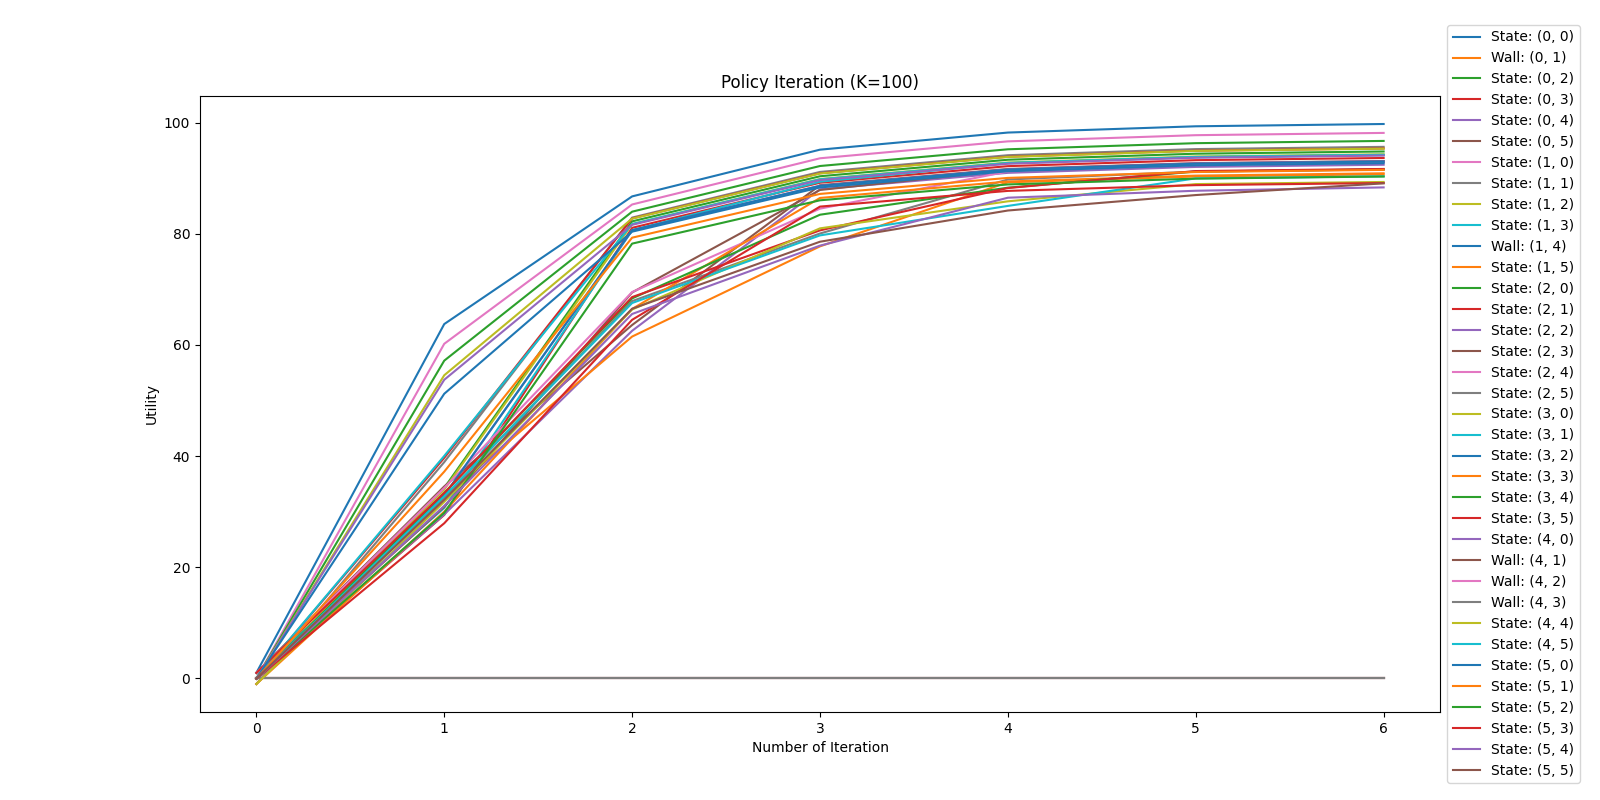 Policy Iteration (K=100)
Utility
100
80
60
40
20
0
0 1 2 3 4 5 6
Number of Iteration
State: (0, 0)
Wall: (0, 1)
State: (0, 2)
State: (0, 3)
State: (0, 4)
State: (0, 5)
State: (1, 0)
State: (1, 1)
State: (1, 2)
State: (1, 3)
Wall: (1, 4)
State: (1, 5)
State: (2, 0)
State: (2, 1)
State: (2, 2)
State: (2, 3)
State: (2, 4)
State: (2, 5)
State: (3, 0)
State: (3, 1)
State: (3, 2)
State: (3, 3)
State: (3, 4)
State: (3, 5)
State: (4, 0)
Wall: (4, 1)
Wall: (4, 2)
Wall: (4, 3)
State: (4, 4)
State: (4, 5)
State: (5, 0)
State: (5, 1)
State: (5, 2)
State: (5, 3)
State: (5, 4)
State: (5, 5)